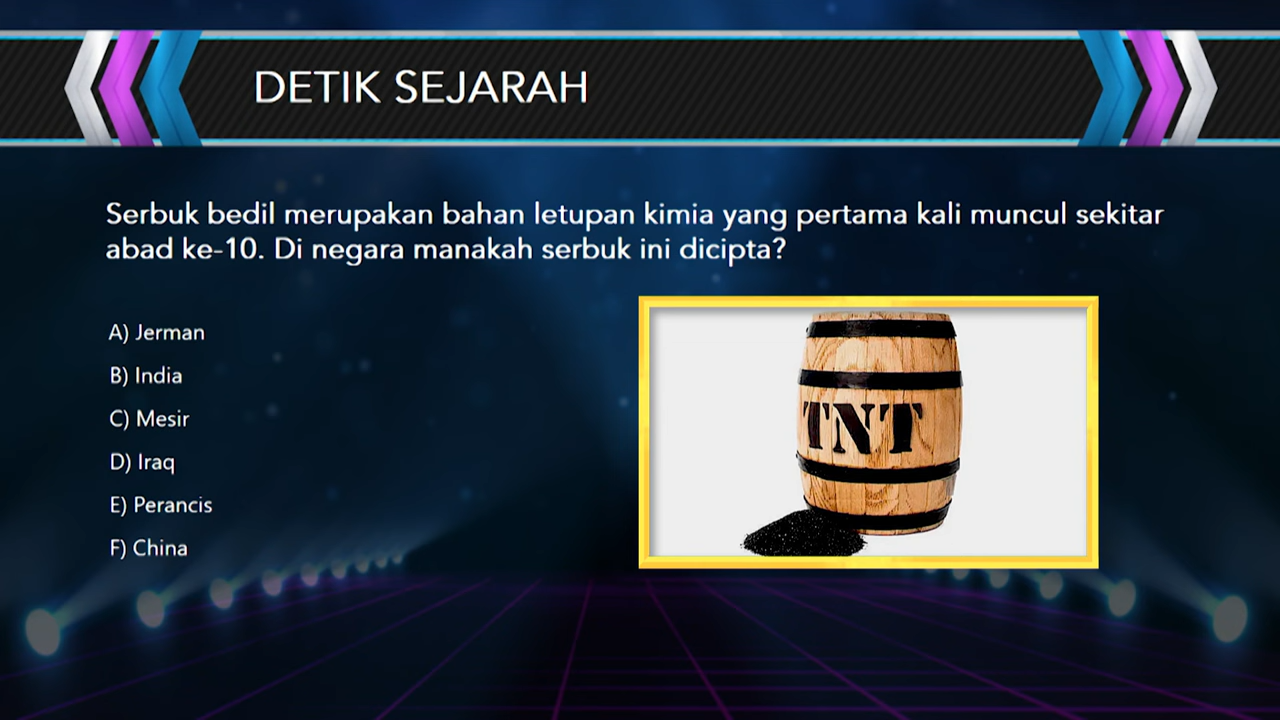 DETIK SEJARAH
Serbuk bedil merupakan bahan letupan kimia yang pertama kali muncul sekitar
abad ke-10. Di negara manakah serbuk ini dicipta?
A) Jerman
B) India
C) Mesir
D) Iraq
E) Perancis
F) China
TNT